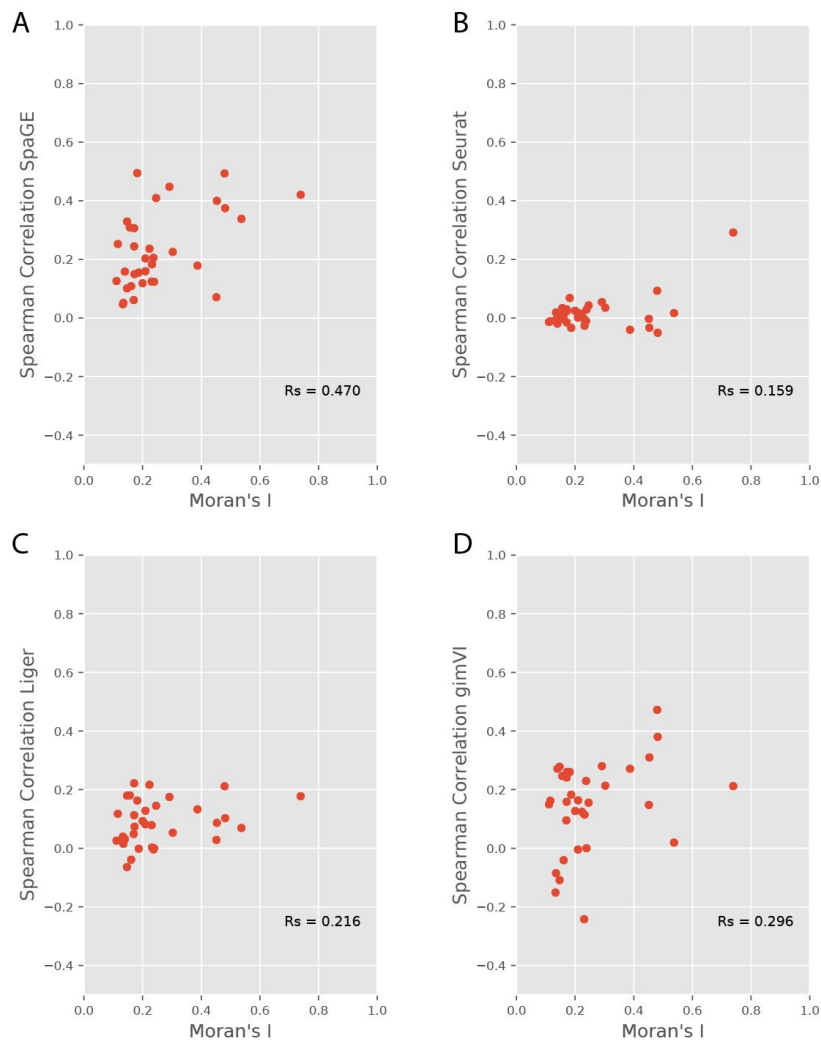 A
Spearman Correlation SpaGE
1.0
0.8
0.6
0.4
0.2
0.0
−0.2
−0.4
Rs = 0.470
0.0 0.2 0.4 0.6 0.8 1.0
Moran's I
B
Spearman Correlation Seurat
1.0
0.8
0.6
0.4
0.2
0.0
−0.2
−0.4
Rs = 0.159
0.0 0.2 0.4 0.6 0.8 1.0
Moran's I
C
Spearman Correlation Liger
1.0
0.8
0.6
0.4
0.2
0.0
−0.2
−0.4
Rs = 0.216
0.0 0.2 0.4 0.6 0.8 1.0
Moran's I
D
Spearman Correlation gimVI
1.0
0.8
0.6
0.4
0.2
0.0
−0.2
−0.4
Rs = 0.296
0.0 0.2 0.4 0.6 0.8 1.0
Moran's I